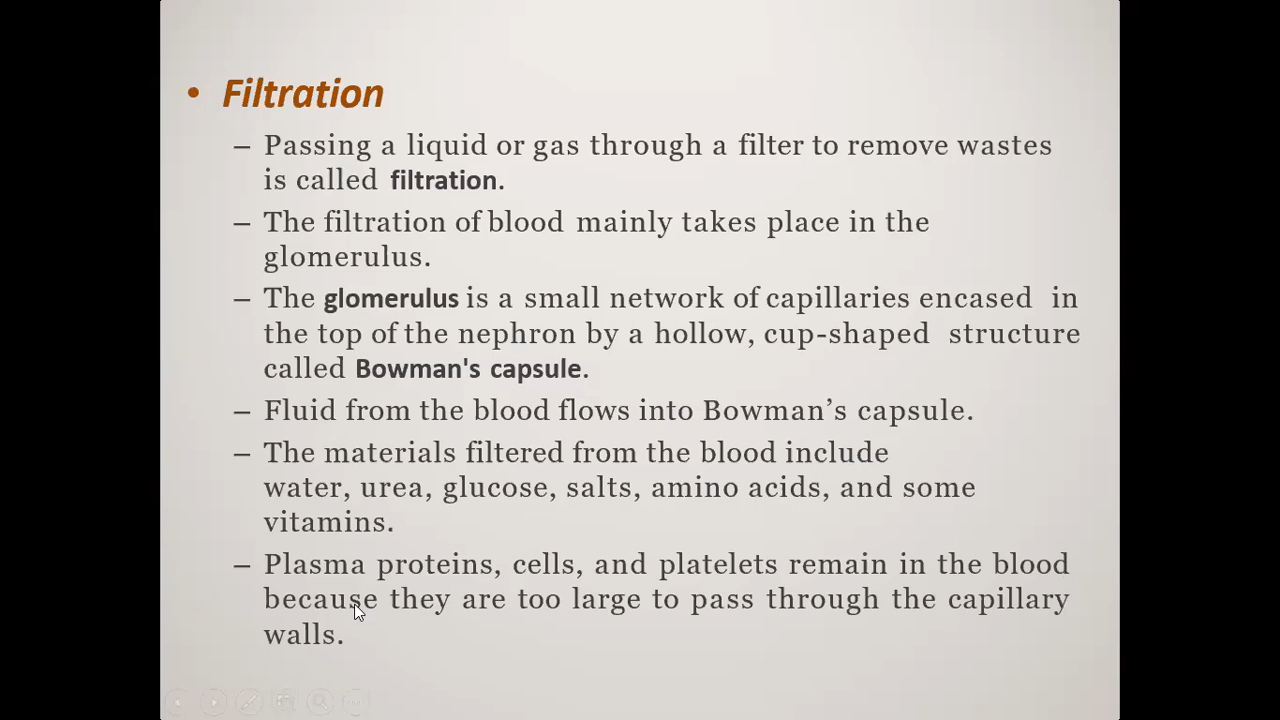 • Filtration
– Passing a liquid or gas through a filter to remove wastes
is called filtration.
– The filtration of blood mainly takes place in the
glomerulus.
– The glomerulus is a small network of capillaries encased in
the top of the nephron by a hollow, cup-shaped structure
called Bowman's capsule.
– Fluid from the blood flows into Bowman’s capsule.
– The materials filtered from the blood include
water, urea, glucose, salts, amino acids, and some
vitamins.
– Plasma proteins, cells, and platelets remain in the blood
because they are too large to pass through the capillary
walls.